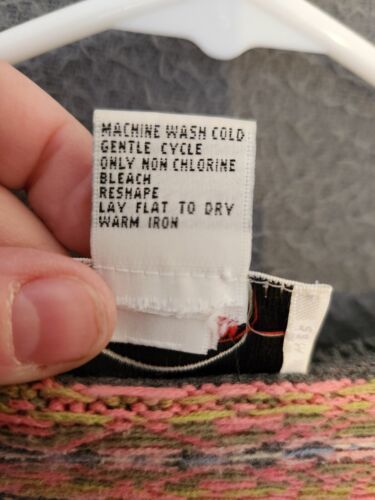 MACHINE WASH COLD
GENTLE CYCLE
ONLY NON CHLORINE
BLEACH
RESHAPE
LAY FLAT TO DRY
WARM IRON